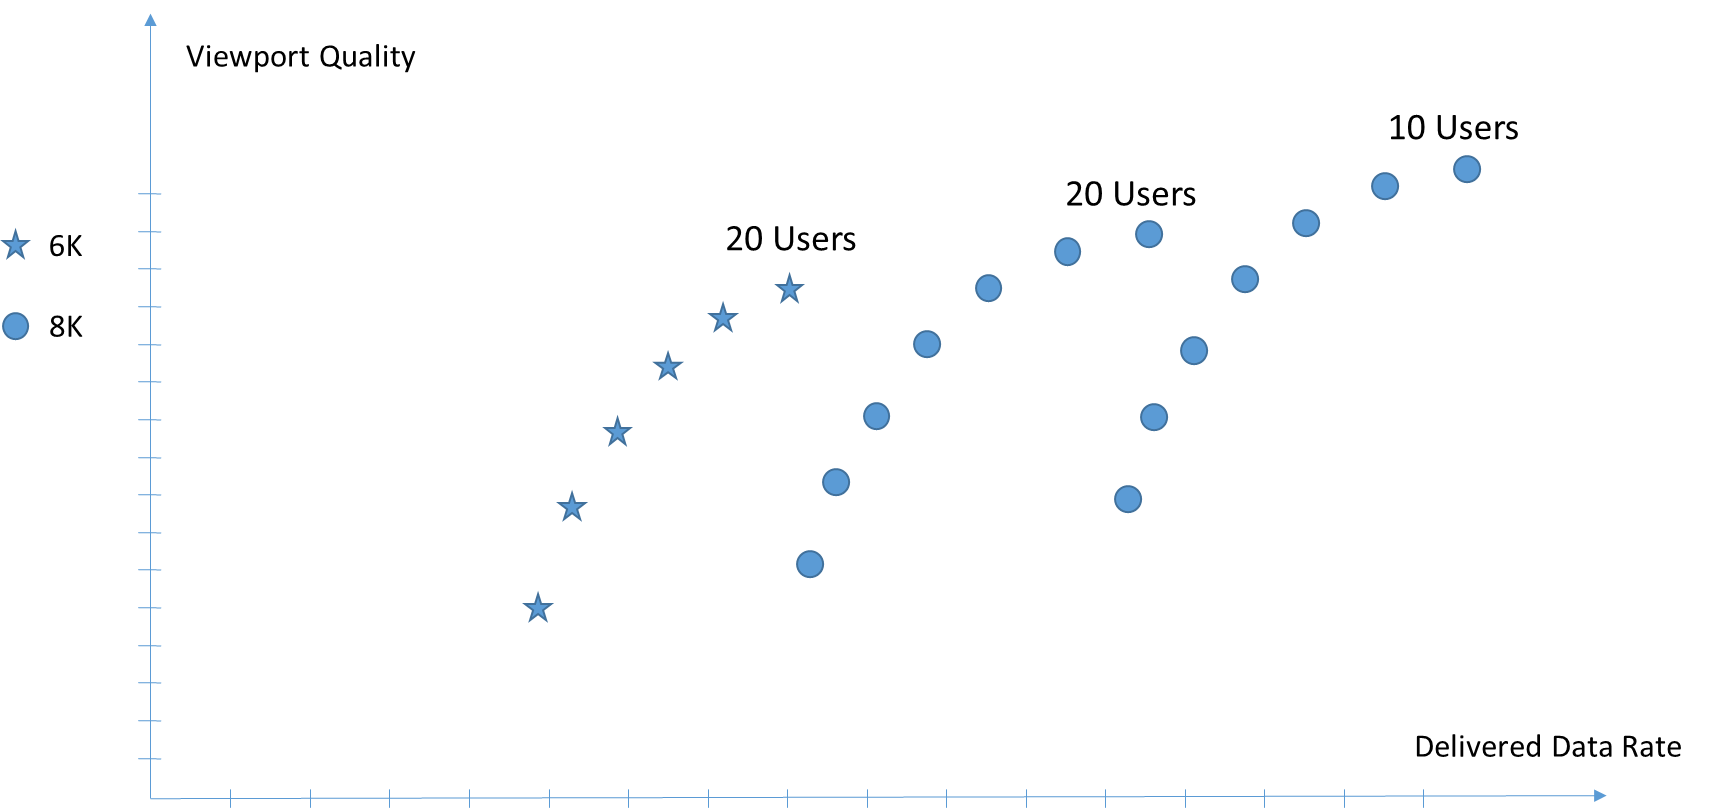 Viewport Quality
10 Users
20 Users
20 Users
6K
8K
Delivered Data Rate